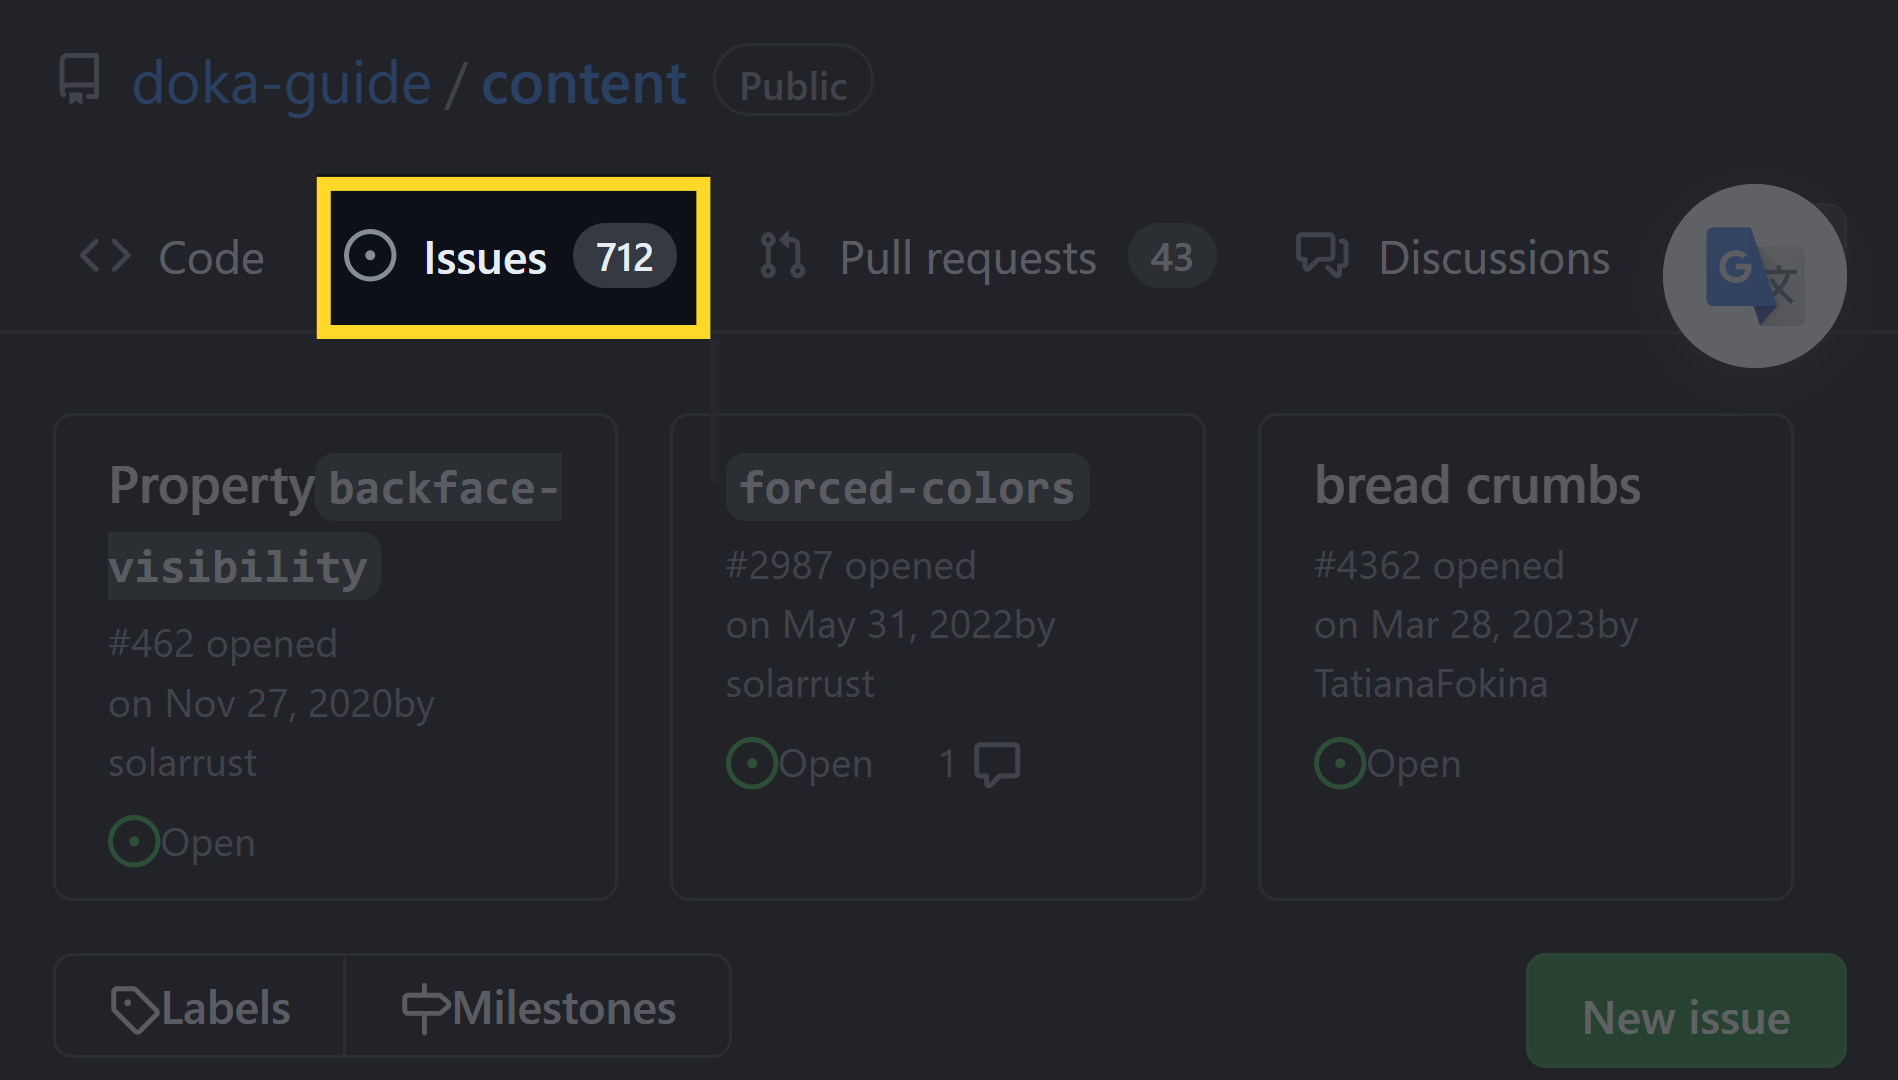 doka-guide / content Public
Code Issues 712 Pull requests 43 Discussions
G 文
Property backface-
visibility
#462 opened
on Nov 27, 2020by
solarrust
Open
forced-colors
#2987 opened
on May 31, 2022by
solarrust
Open 1
bread crumbs
#4362 opened
on Mar 28, 2023by
TatianaFokina
Open
Labels Milestones New issue